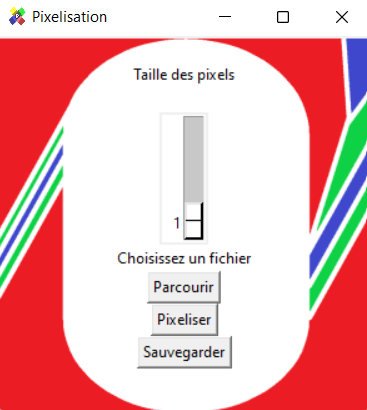 Pixelisation
Taille des pixels
1
Choisissez un fichier
Parcourir
Pixeliser
Sauvegarder